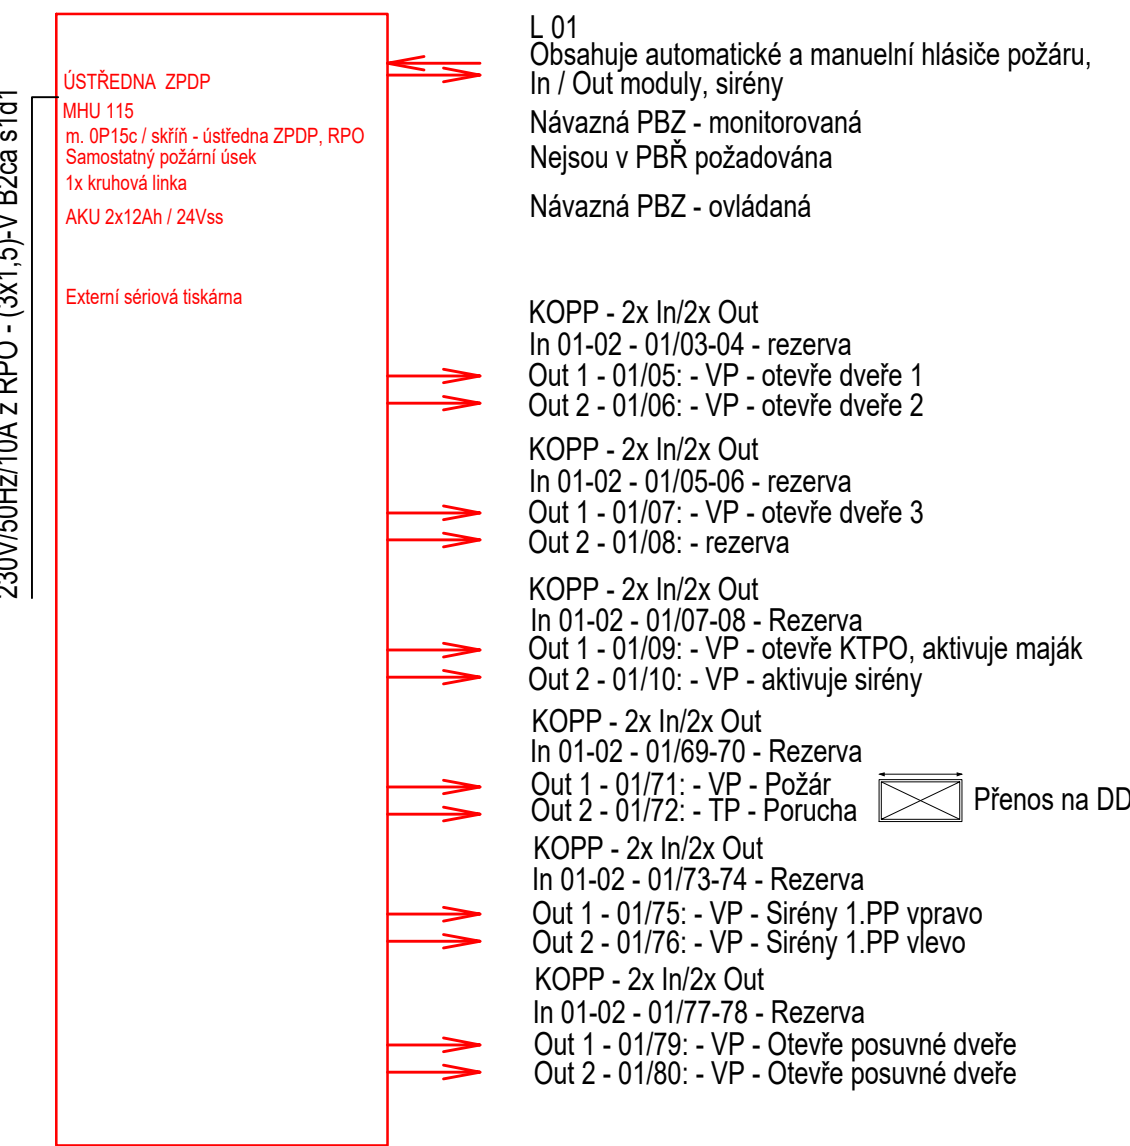 230V/50Hz/10A z RPO - (3x1,5)-V B2ca s1d1
ÚSTŘEDNA ZPDP
MHU 115
m. 0P15c / skříň - ústředna ZPDP, RPO
Samostatný požární úsek
1x kruhová linka
AKU 2x12Ah / 24Vss
Externí sériová tiskárna
L 01
Obsahuje automatické a manuelní hlásiče požáru,
In / Out moduly, sirény
Návazná PBZ - monitorovaná
Nejsou v PBŘ požadována
Návazná PBZ - ovládaná
KOPP - 2x In/2x Out
In 01-02 - 01/03-04 - rezerva
Out 1 - 01/05: - VP - otevře dveře 1
Out 2 - 01/06: - VP - otevře dveře 2
KOPP - 2x In/2x Out
In 01-02 - 01/05-06 - rezerva
Out 1 - 01/07: - VP - otevře dveře 3
Out 2 - 01/08: - rezerva
KOPP - 2x In/2x Out
In 01-02 - 01/07-08 - Rezerva
Out 1 - 01/09: - VP - otevře KTPO, aktivuje maják
Out 2 - 01/10: - VP - aktivuje sirény
KOPP - 2x In/2x Out
In 01-02 - 01/69-70 - Rezerva
Out 1 - 01/71: - VP - Požár
Out 2 - 01/72: - TP - Porucha
Přenos na DD
KOPP - 2x In/2x Out
In 01-02 - 01/73-74 - Rezerva
Out 1 - 01/75: - VP - Sirény 1.PP vpravo
Out 2 - 01/76: - VP - Sirény 1.PP vlevo
KOPP - 2x In/2x Out
In 01-02 - 01/77-78 - Rezerva
Out 1 - 01/79: - VP - Otevře posuvné dveře
Out 2 - 01/80: - VP - Otevře posuvné dveře